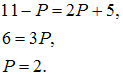 11 − P = 2P + 5,
6 = 3P,
P = 2.